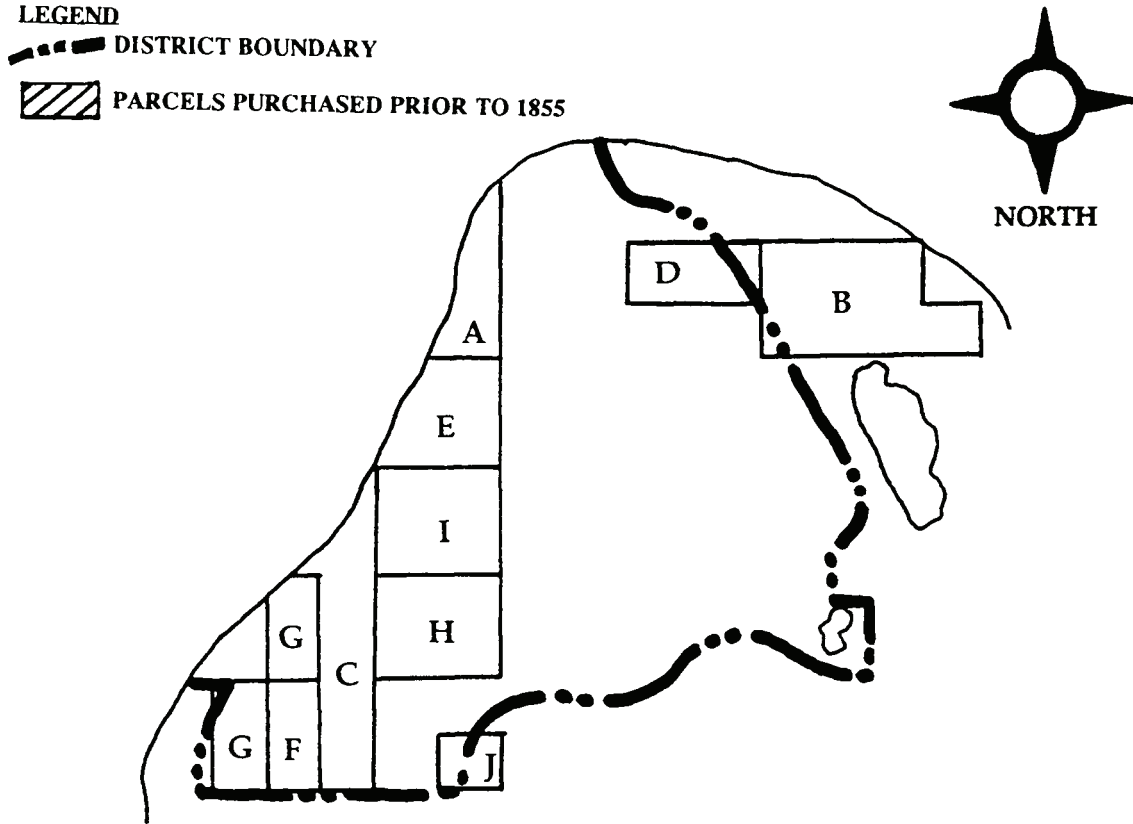 LEGEND
DISTRICT BOUNDARY
PARCELS PURCHASED PRIOR TO 1855
NORTH
D
B
A
E
I
G
H
C
G
F
J